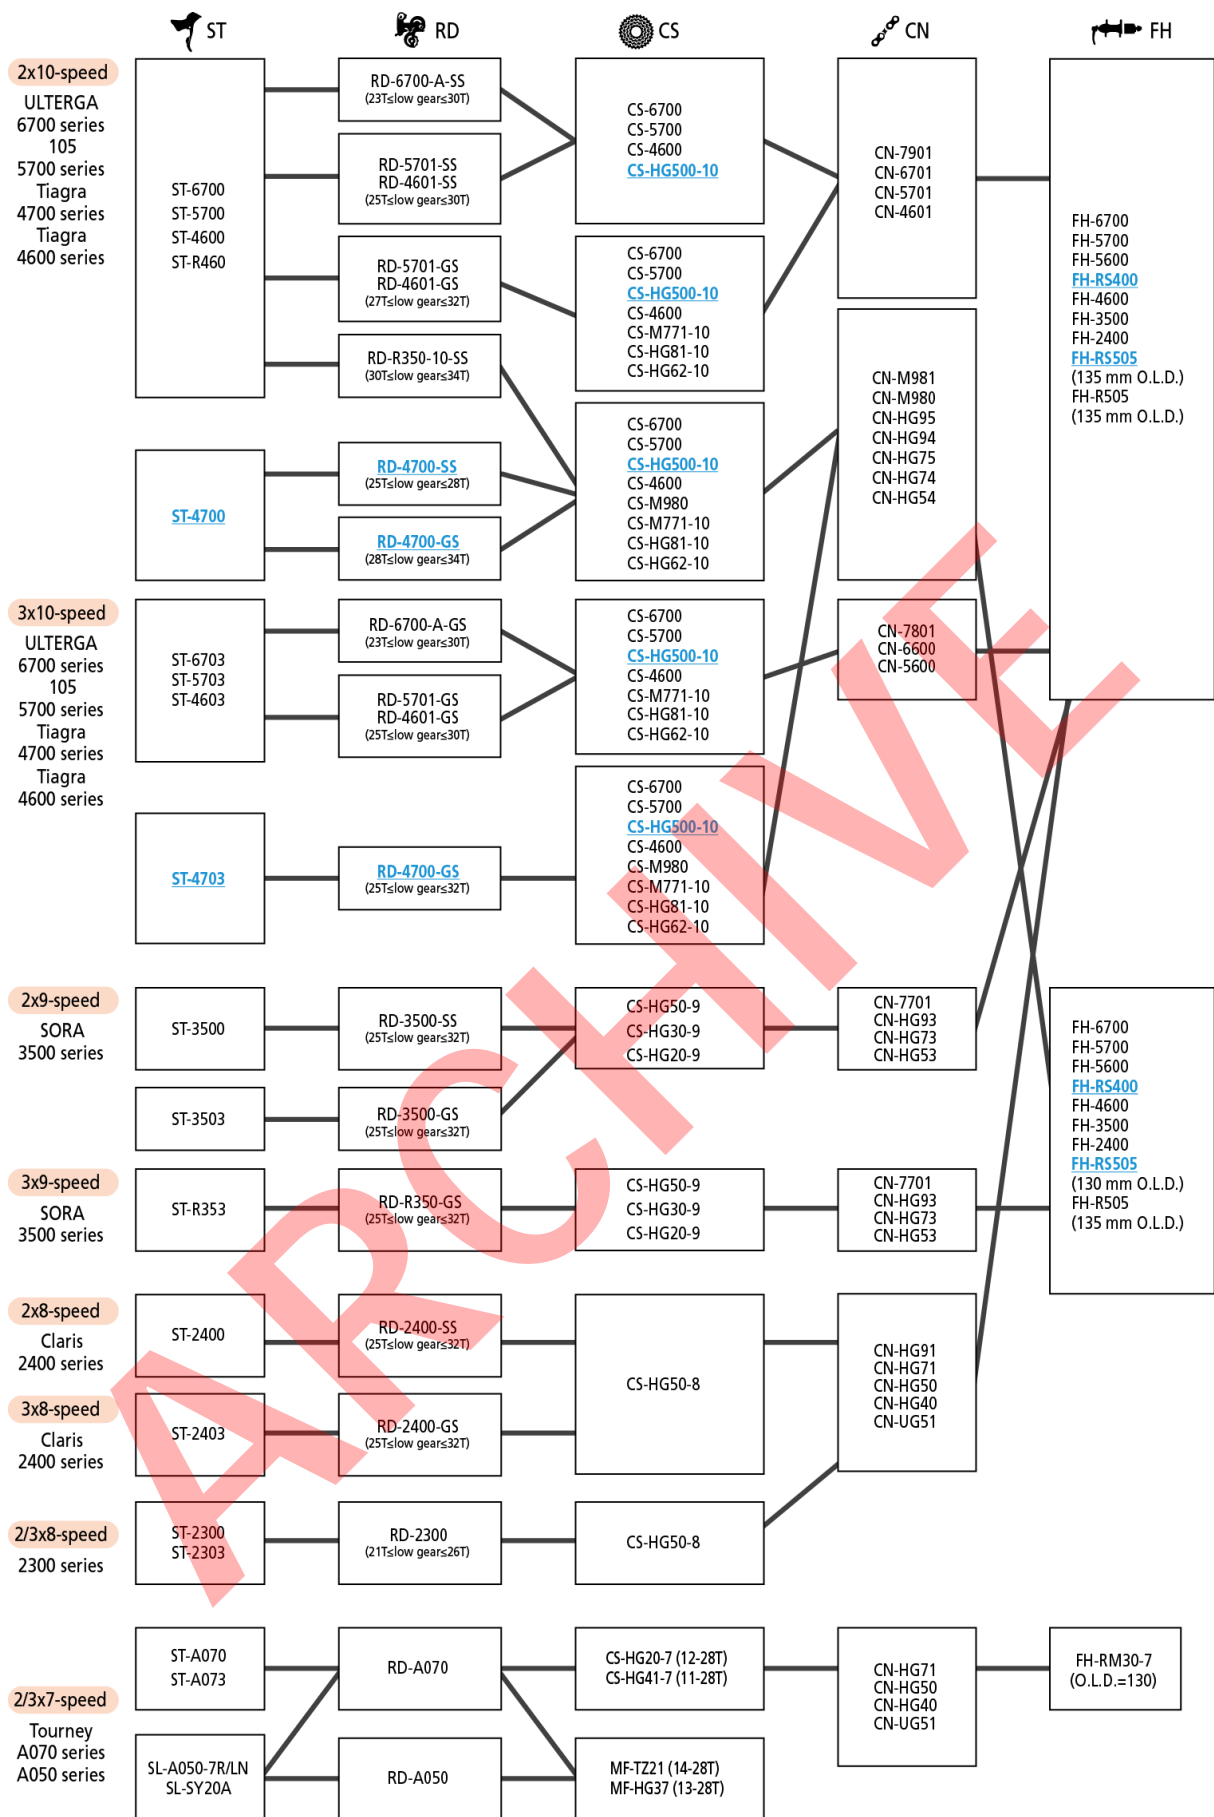 ST
RD
CS
CN
FH
2x10-speed
ULTERGA
6700 series
105
5700 series
Tiagra
4700 series
Tiagra
4600 series
ST-6700
ST-5700
ST-4600
ST-R460
RD-6700-A-SS
(23T≤low gear≤30T)
RD-5701-SS
RD-4601-SS
(25T≤low gear≤30T)
RD-5701-GS
RD-4601-GS
(27T≤low gear≤32T)
RD-R350-10-SS
(30T≤low gear≤34T)
CS-6700
CS-5700
CS-4600
CS-HG500-10
CS-6700
CS-5700
CS-HG500-10
CS-4600
CS-M771-10
CS-HG81-10
CS-HG62-10
CN-7901
CN-6701
CN-5701
CN-4601
FH-6700
FH-5700
FH-5600
FH-RS400
FH-4600
FH-3500
FH-2400
FH-RS505
(135 mm O.L.D.)
FH-R505
(135 mm O.L.D.)
ST-4700
RD-4700-SS
(25T≤low gear≤28T)
RD-4700-GS
(28T≤low gear≤34T)
CS-6700
CS-5700
CS-HG500-10
CS-4600
CS-M980
CS-M771-10
CS-HG81-10
CS-HG62-10
CN-M981
CN-M980
CN-HG95
CN-HG94
CN-HG75
CN-HG74
CN-HG54
3x10-speed
ULTERGA
6700 series
105
5700 series
Tiagra
4700 series
Tiagra
4600 series
ST-6703
ST-5703
ST-4603
RD-6700-A-GS
(23T≤low gear≤30T)
RD-5701-GS
RD-4601-GS
(25T≤low gear≤30T)
CS-6700
CS-5700
CS-HG500-10
CS-4600
CS-M771-10
CS-HG81-10
CS-HG62-10
CN-7801
CN-6600
CN-5600
ST-4703
RD-4700-GS
(25T≤low gear≤32T)
CS-6700
CS-5700
CS-HG500-10
CS-4600
CS-M980
CS-M771-10
CS-HG81-10
CS-HG62-10
2x9-speed
SORA
3500 series
ST-3500
RD-3500-SS
(25T≤low gear≤32T)
CS-HG50-9
CS-HG30-9
CS-HG20-9
CN-7701
CN-HG93
CN-HG73
CN-HG53
ST-3503
RD-3500-GS
(25T≤low gear≤32T)
FH-6700
FH-5700
FH-5600
FH-RS400
FH-4600
FH-3500
FH-2400
FH-RS505
(130 mm O.L.D.)
FH-R505
(135 mm O.L.D.)
3x9-speed
SORA
3500 series
ST-R353
RD-R350-GS
(25T≤low gear≤32T)
CS-HG50-9
CS-HG30-9
CS-HG20-9
CN-7701
CN-HG93
CN-HG73
CN-HG53
2x8-speed
Claris
2400 series
ST-2400
RD-2400-SS
(25T≤low gear≤32T)
CS-HG50-8
CN-HG91
CN-HG71
CN-HG50
CN-HG40
CN-UG51
3x8-speed
Claris
2400 series
ST-2403
RD-2400-GS
(25T≤low gear≤32T)
2/3x8-speed
2300 series
ST-2300
ST-2303
RD-2300
(21T≤low gear≤26T)
CS-HG50-8
2/3x7-speed
Tourney
A070 series
A050 series
ST-A070
ST-A073
RD-A070
CS-HG20-7 (12-28T)
CS-HG41-7 (11-28T)
CN-HG71
CN-HG50
CN-HG40
CN-UG51
FH-RM30-7
(O.L.D.=130)
SL-A050-7R/LN
SL-SY20A
RD-A050
MF-TZ21 (14-28T)
MF-HG37 (13-28T)
ARCHIVE